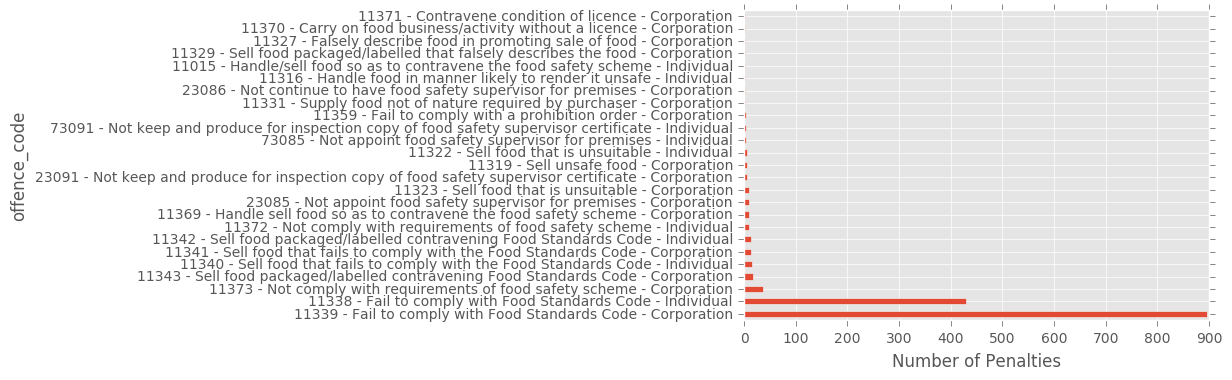 11371 - Contravene condition of licence - Corporation
11370 - Carry on food business/activity without a licence - Corporation
11327 - Falsely describe food in promoting sale of food - Corporation
11329 - Sell food packaged/labelled that falsely describes the food - Corporation
11015 - Handle/sell food so as to contravene the food safety scheme - Individual
11316 - Handle food in manner likely to render it unsafe - Individual
23086 - Not continue to have food safety supervisor for premises - Corporation
11331 - Supply food not of nature required by purchaser - Corporation
11359 - Fail to comply with a prohibition order - Corporation
73091 - Not keep and produce for inspection copy of food safety supervisor certificate - Individual
73085 - Not appoint food safety supervisor for premises - Individual
11322 - Sell food that is unsuitable - Individual
11319 - Sell unsafe food - Corporation
23091 - Not keep and produce for inspection copy of food safety supervisor certificate - Corporation
11323 - Sell food that is unsuitable - Corporation
23085 - Not appoint food safety supervisor for premises - Corporation
11369 - Handle sell food so as to contravene the food safety scheme - Corporation
11372 - Not comply with requirements of food safety scheme - Individual
11342 - Sell food packaged/labelled contravening Food Standards Code - Individual
11341 - Sell food that fails to comply with the Food Standards Code - Corporation
11340 - Sell food that fails to comply with the Food Standards Code - Individual
11343 - Sell food packaged/labelled contravening Food Standards Code - Corporation
11373 - Not comply with requirements of food safety scheme - Corporation
11338 - Fail to comply with Food Standards Code - Individual
11339 - Fail to comply with Food Standards Code - Corporation
offence_code
0 100 200 300 400 500 600 700 800 900
Number of Penalties